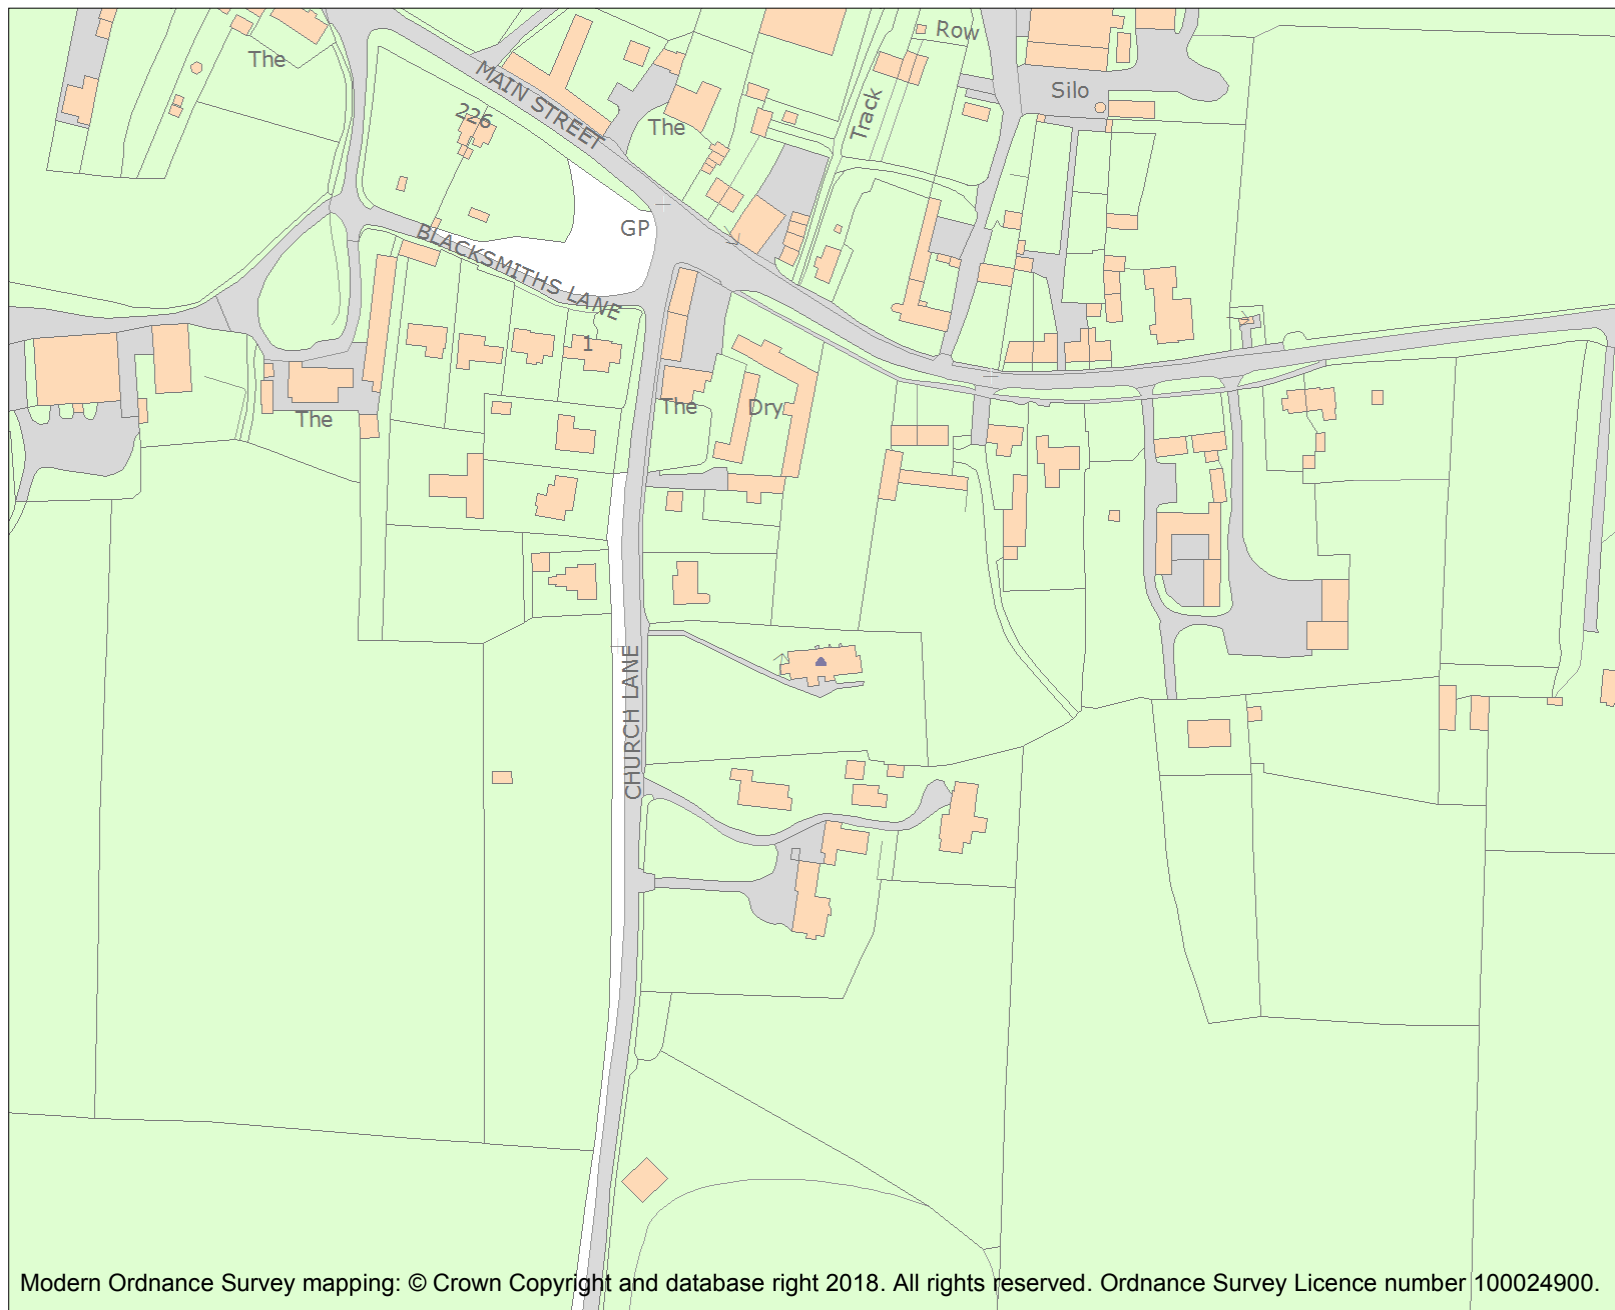 Row
The
MAIN STREET
Silo
226
Track
The
GP
BLACKSMITHS LANE
1
The
Dry
The
CHURCH LANE
Modern Ordnance Survey mapping: © Crown Copyright and database right 2018. All rights reserved. Ordnance Survey Licence number 100024900.